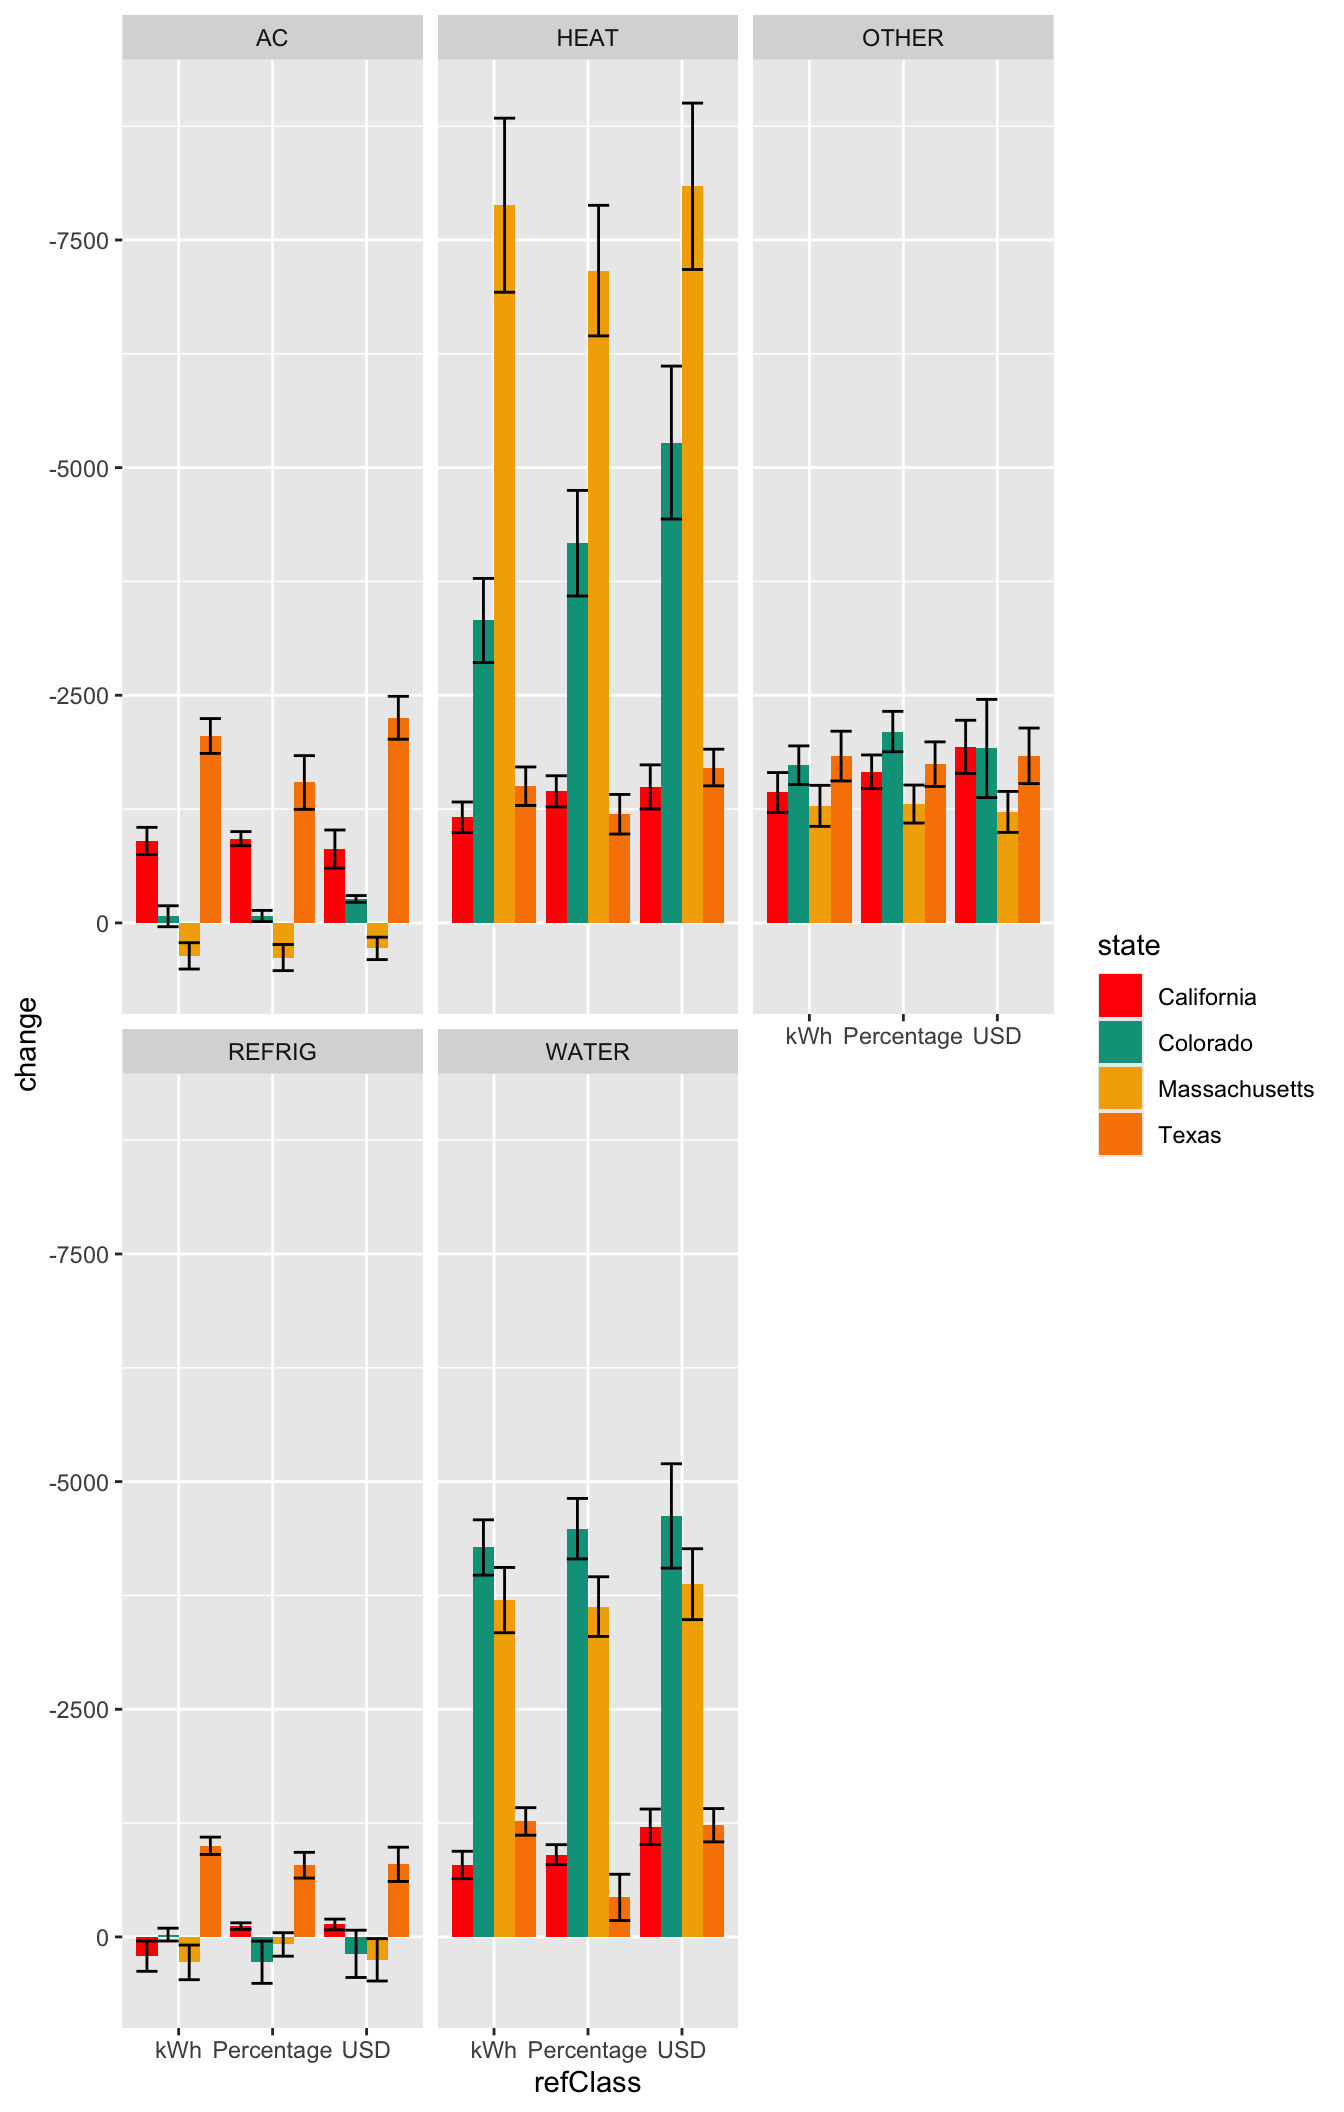 AC
HEAT
OTHER
-7500
-5000
-2500
0
kWh Percentage USD
change
state
California
Colorado
Massachusetts
Texas
REFRIG
WATER
-7500
-5000
-2500
0
kWh Percentage USD
kWh Percentage USD
refClass